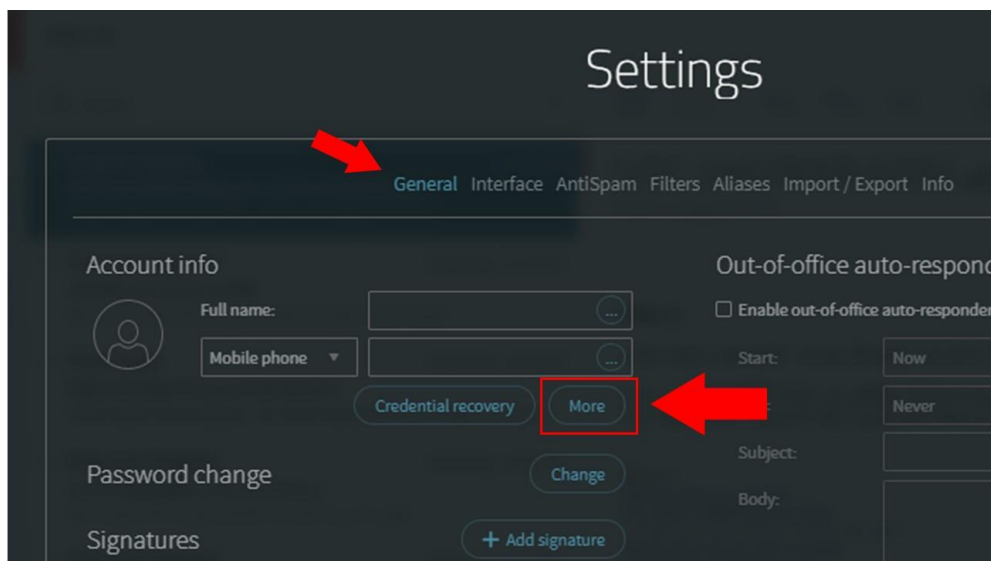 Settings
General Interface AntiSpam Filters Aliases Import / Export Info
Account info
Full name:
...
Mobile phone
...
Credential recovery
More
Password change
Change
Signatures
+ Add signature
Out-of-office auto-respond
Enable out-of-office auto-responder
Start:
Now
Never
Subject:
Body: